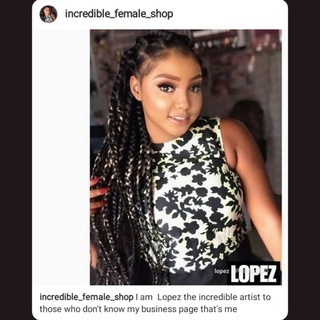 incredible_female_shop
lopez
LOPEZ
incredible_female_shop I am Lopez the incredible artist to
those who don't know my business page that's me